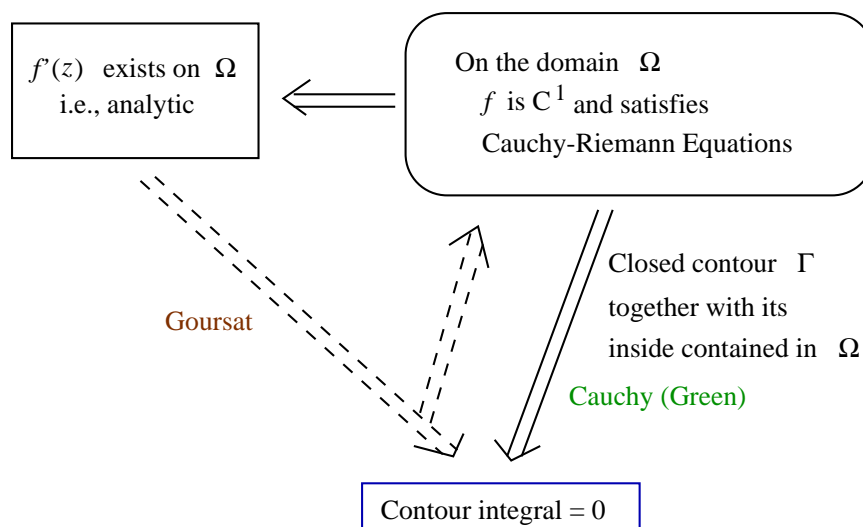 f’(z) exists on Ω
i.e., analytic
On the domain Ω
f is C¹ and satisfies
Cauchy-Riemann Equations
Closed contour Γ
together with its
inside contained in Ω
Goursat
Cauchy (Green)
Contour integral = 0